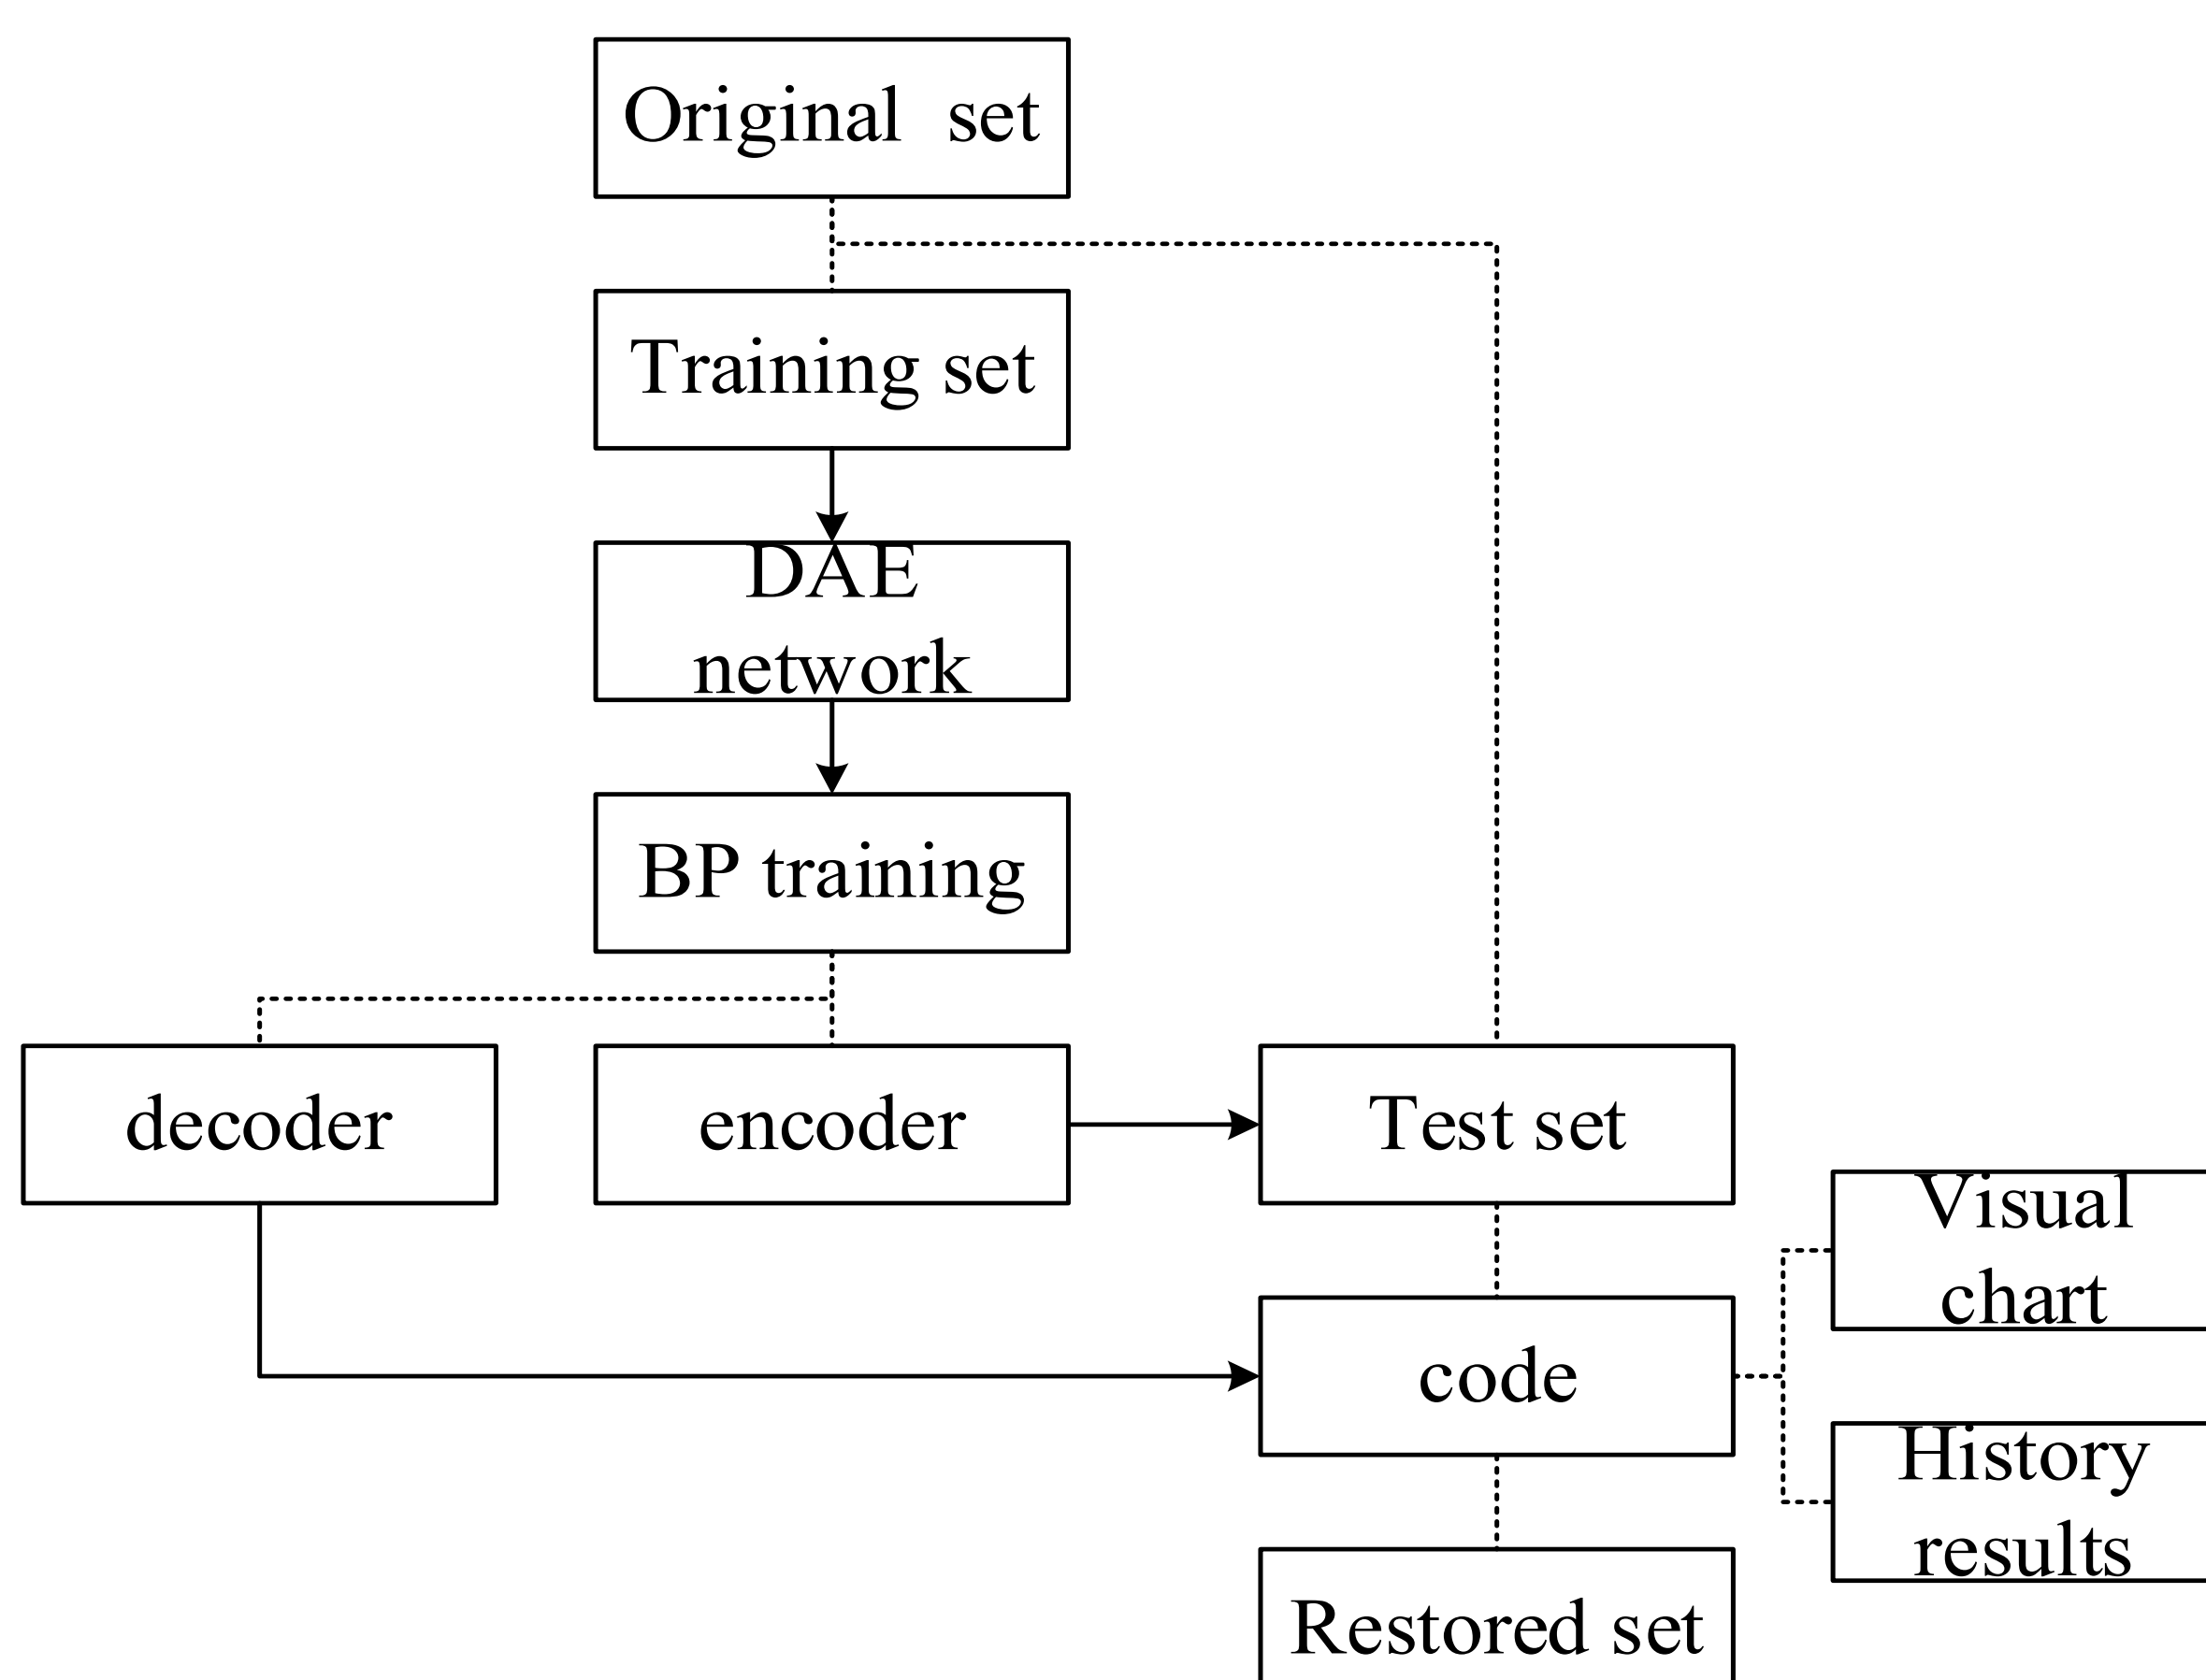 Original set
Training set
DAE
network
BP training
decoder
encoder
Test set
Visual
chart
code
History
results
Restored set